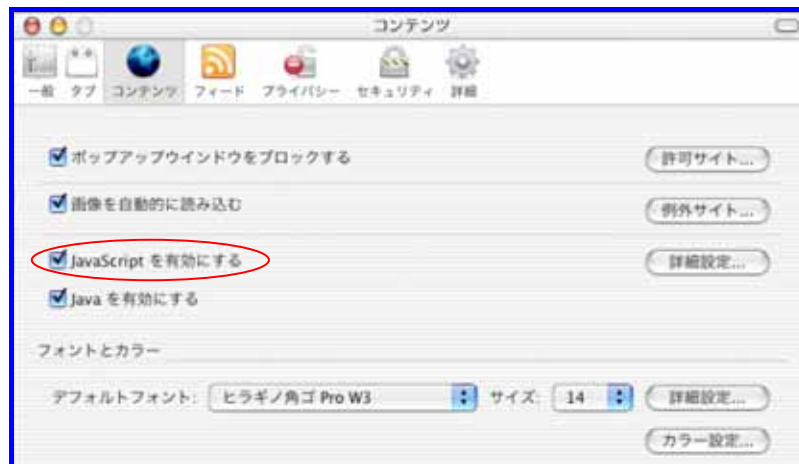 コンテンツ
一般 タブ コンテンツ フィード プライバシー セキュリティ 詳細
ポップアップウインドウをブロックする 許可サイト...
画像を自動的に読み込む 例外サイト...
JavaScript を有効にする 詳細設定...
Java を有効にする
フォントとカラー
デフォルトフォント: ヒラギノ角ゴ Pro W3 サイズ: 14 詳細設定...
カラー設定...